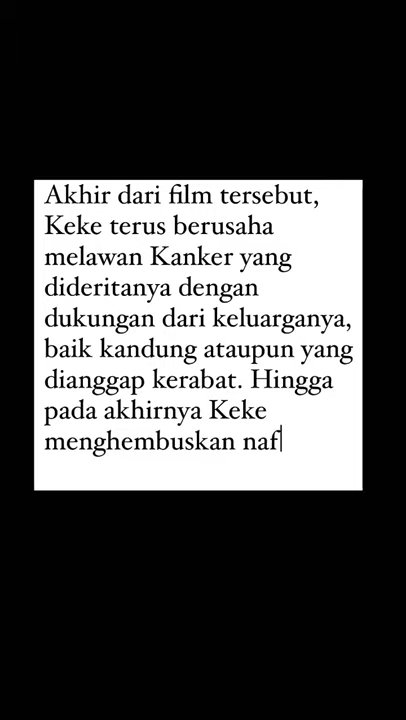 Akhir dari film tersebut,
Keke terus berusaha
melawan Kanker yang
dideritanya dengan
dukungan dari keluarganya,
baik kandung ataupun yang
dianggap kerabat. Hingga
pada akhirnya Keke
menghembuskan naf